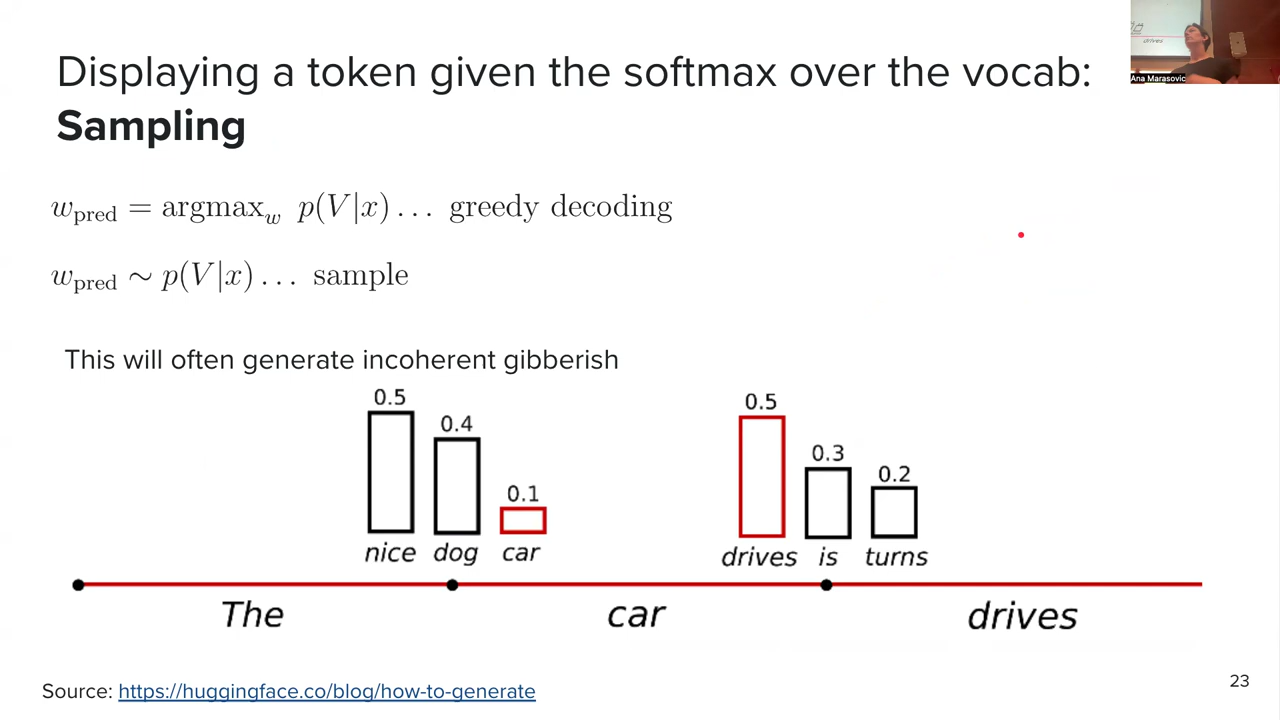 Displaying a token given the softmax over the vocab:
Sampling
w_pred = argmax_w p(V|x) … greedy decoding
w_pred ∼ p(V|x) … sample
This will often generate incoherent gibberish
0.5 0.4 0.1
nice dog car
0.5 0.3 0.2
drives is turns
The car drives
Source: https://huggingface.co/blog/how-to-generate
23
drives
Ana Marasovic